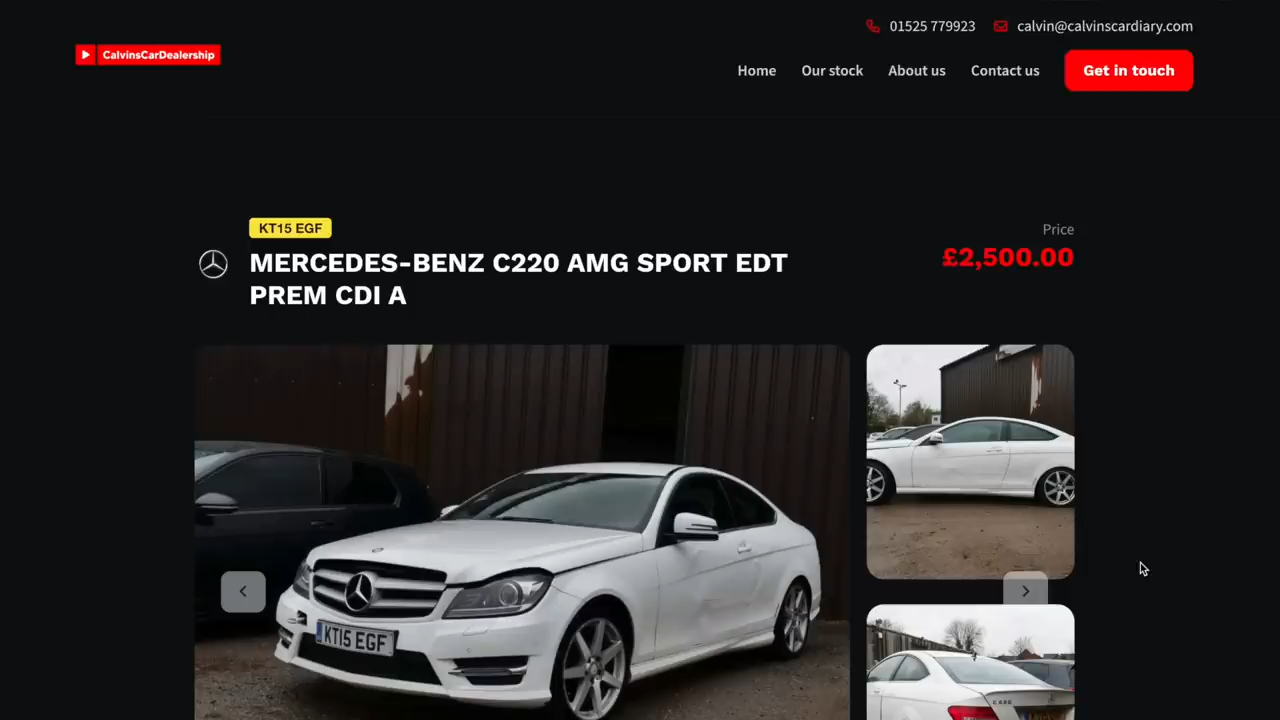 01525 779923
calvin@calvinscardiary.com
CalvinsCarDealership
Home
Our stock
About us
Contact us
Get in touch
KT15 EGF
MERCEDES-BENZ C220 AMG SPORT EDT
PREM CDI A
Price
£2,500.00
KT15 EGF